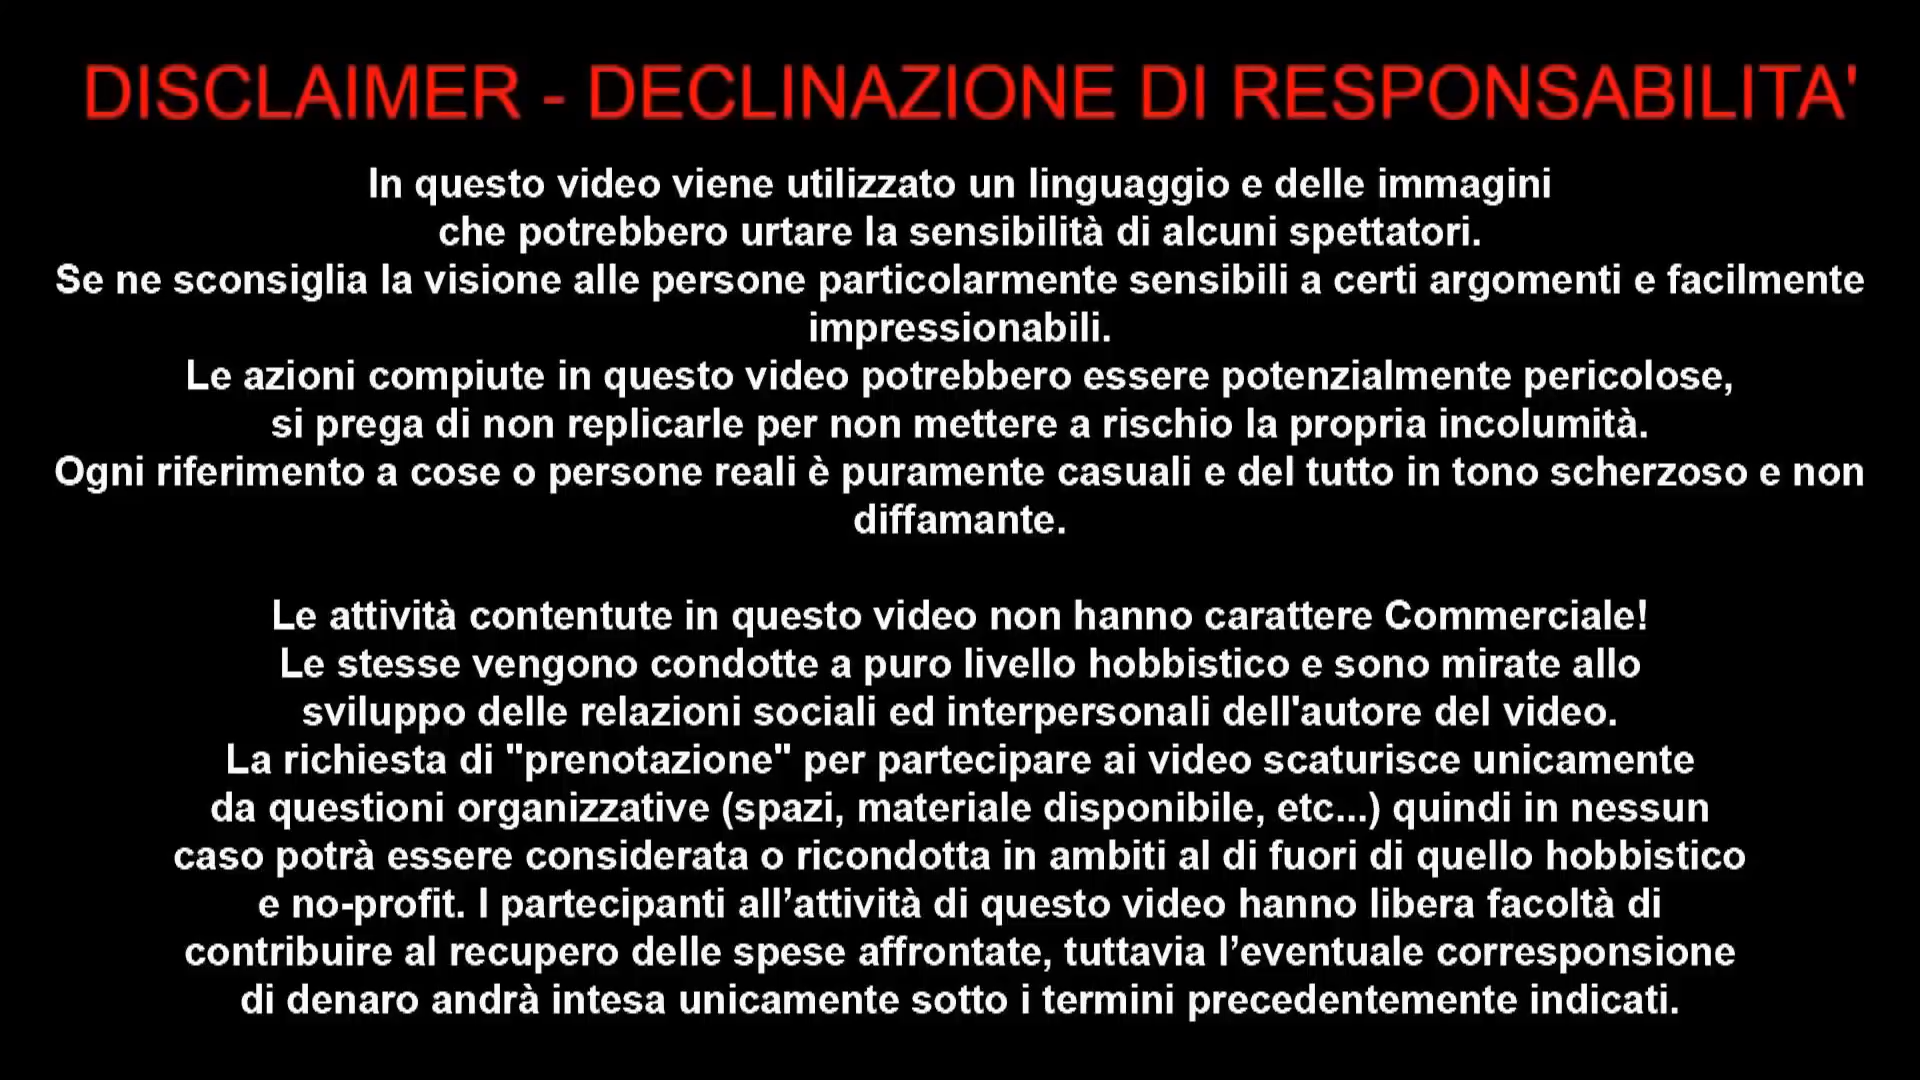 DISCLAIMER - DECLINAZIONE DI RESPONSABILITA'
In questo video viene utilizzato un linguaggio e delle immagini
che potrebbero urtare la sensibilità di alcuni spettatori.
Se ne sconsiglia la visione alle persone particolarmente sensibili a certi argomenti e facilmente
impressionabili.
Le azioni compiute in questo video potrebbero essere potenzialmente pericolose,
si prega di non replicarle per non mettere a rischio la propria incolumità.
Ogni riferimento a cose o persone reali è puramente casuali e del tutto in tono scherzoso e non
diffamante.
Le attività contentute in questo video non hanno carattere Commerciale!
Le stesse vengono condotte a puro livello hobbistico e sono mirate allo
sviluppo delle relazioni sociali ed interpersonali dell'autore del video.
La richiesta di "prenotazione" per partecipare ai video scaturisce unicamente
da questioni organizzative (spazi, materiale disponibile, etc...) quindi in nessun
caso potrà essere considerata o ricondotta in ambiti al di fuori di quello hobbistico
e no-profit. I partecipanti all’attività di questo video hanno libera facoltà di
contribuire al recupero delle spese affrontate, tuttavia l’eventuale corresponsione
di denaro andrà intesa unicamente sotto i termini precedentemente indicati.